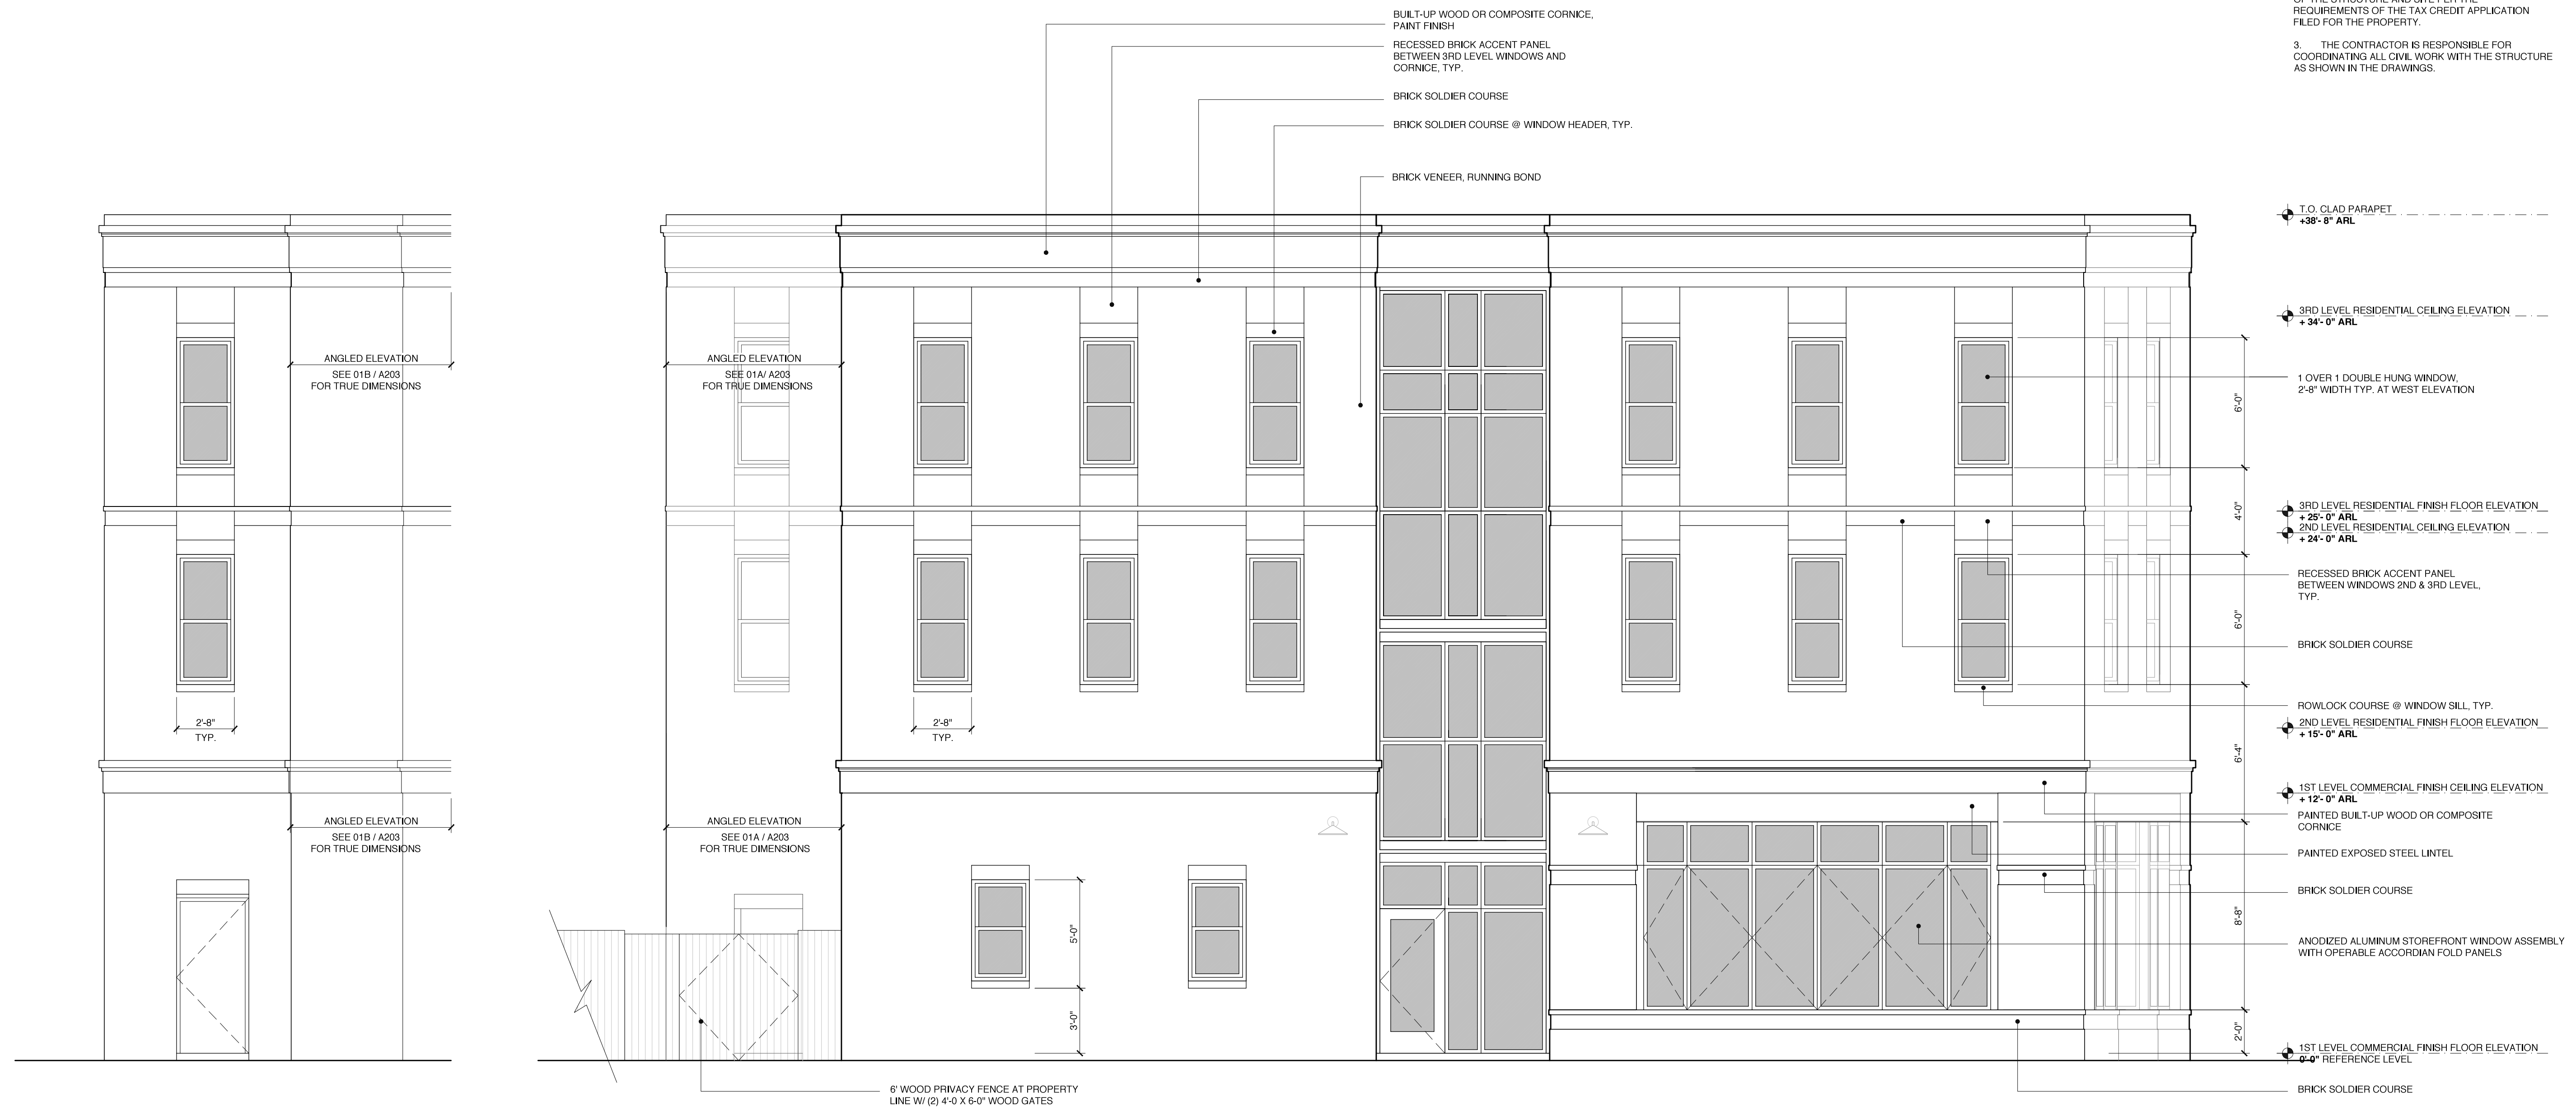 BUILT-UP WOOD OR COMPOSITE CORNICE,
PAINT FINISH
RECESSED BRICK ACCENT PANEL
BETWEEN 3RD LEVEL WINDOWS AND
CORNICE, TYP.
BRICK SOLDIER COURSE
BRICK SOLDIER COURSE @ WINDOW HEADER, TYP.
BRICK VENEER, RUNNING BOND
OF THE STRUCTURE AND SITE PER THE
REQUIREMENTS OF THE TAX CREDIT APPLICATION
FILED FOR THE PROPERTY.
3. THE CONTRACTOR IS RESPONSIBLE FOR
COORDINATING ALL CIVIL WORK WITH THE STRUCTURE
AS SHOWN IN THE DRAWINGS.
ANGLED ELEVATION
SEE 01B / A203
FOR TRUE DIMENSIONS
2'-8"
TYP.
ANGLED ELEVATION
SEE 01B / A203
FOR TRUE DIMENSIONS
ANGLED ELEVATION
SEE 01A/ A203
FOR TRUE DIMENSIONS
2'-8"
TYP.
ANGLED ELEVATION
SEE 01A / A203
FOR TRUE DIMENSIONS
5'-0"
3'-0"
6' WOOD PRIVACY FENCE AT PROPERTY
LINE W/ (2) 4'-0 X 6-0" WOOD GATES
6'-0"
4'-0"
6'-0"
6'-4"
8'-8"
2'-0"
T.O. CLAD PARAPET
+38'- 8" ARL
3RD LEVEL RESIDENTIAL CEILING ELEVATION
+ 34'- 0" ARL
1 OVER 1 DOUBLE HUNG WINDOW,
2'-8" WIDTH TYP. AT WEST ELEVATION
3RD LEVEL RESIDENTIAL FINISH FLOOR ELEVATION
+ 25'- 0" ARL
2ND LEVEL RESIDENTIAL CEILING ELEVATION
+ 24'- 0" ARL
RECESSED BRICK ACCENT PANEL
BETWEEN WINDOWS 2ND & 3RD LEVEL,
TYP.
BRICK SOLDIER COURSE
ROWLOCK COURSE @ WINDOW SILL, TYP.
2ND LEVEL RESIDENTIAL FINISH FLOOR ELEVATION
+ 15'- 0" ARL
1ST LEVEL COMMERCIAL FINISH CEILING ELEVATION
+ 12'- 0" ARL
PAINTED BUILT-UP WOOD OR COMPOSITE
CORNICE
PAINTED EXPOSED STEEL LINTEL
BRICK SOLDIER COURSE
ANODIZED ALUMINUM STOREFRONT WINDOW ASSEMBLY
WITH OPERABLE ACCORDIAN FOLD PANELS
1ST LEVEL COMMERCIAL FINISH FLOOR ELEVATION
0'-0" REFERENCE LEVEL
BRICK SOLDIER COURSE